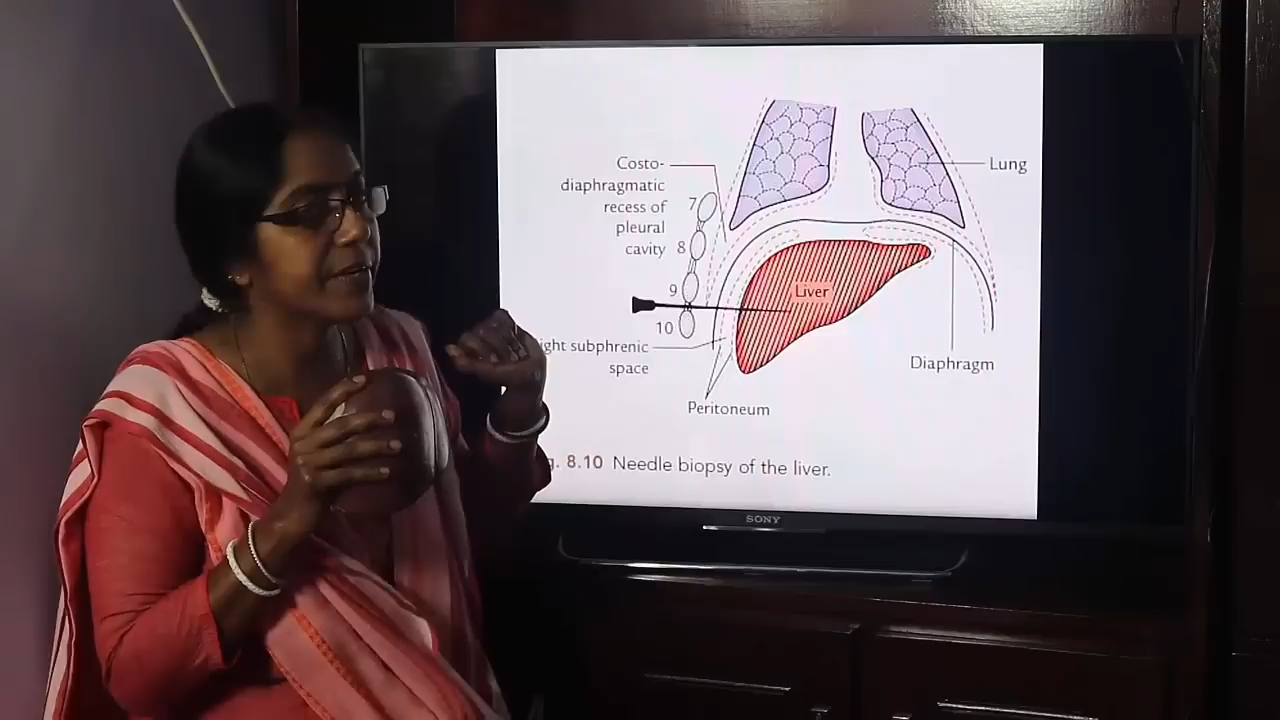 Costo-
diaphragmatic
recess of
pleural
cavity
7
8
9
10
Lung
Liver
subphrenic
space
Diaphragm
Peritoneum
8.10 Needle biopsy of the liver.
SONY